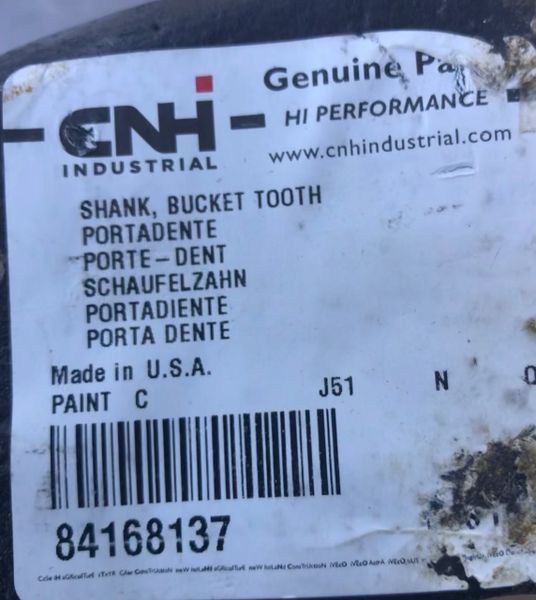 Genuine
CNH
HI PERFORMANCE
INDUSTRIAL
www.cnhindustrial.com
SHANK, BUCKET TOOTH
PORTADENTE
PORTE-DENT
SCHAUFELZAHN
PORTADIENTE
PORTA DENTE
Made in U.S.A.
PAINT C J51 N
84168137